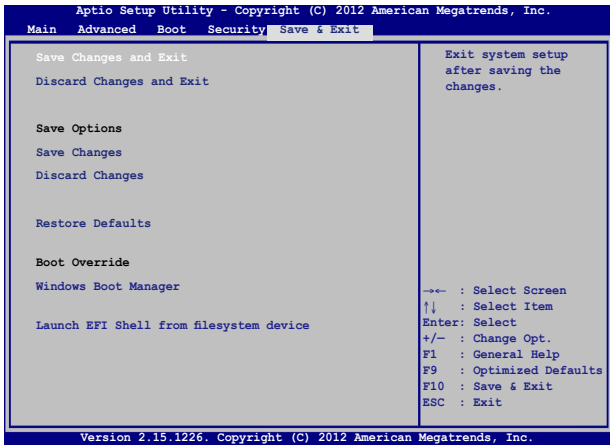 Aptio Setup Utility - Copyright (C) 2012 American Megatrends, Inc.
Main Advanced Boot Security Save & Exit
Save Changes and Exit
Discard Changes and Exit
Save Options
Save Changes
Discard Changes
Restore Defaults
Boot Override
Windows Boot Manager
Launch EFI Shell from filesystem device
Exit system setup
after saving the
changes.
→← : Select Screen
↑↓ : Select Item
Enter: Select
+/— : Change Opt.
F1 : General Help
F9 : Optimized Defaults
F10 : Save & Exit
ESC : Exit
Version 2.15.1226. Copyright (C) 2012 American Megatrends, Inc.